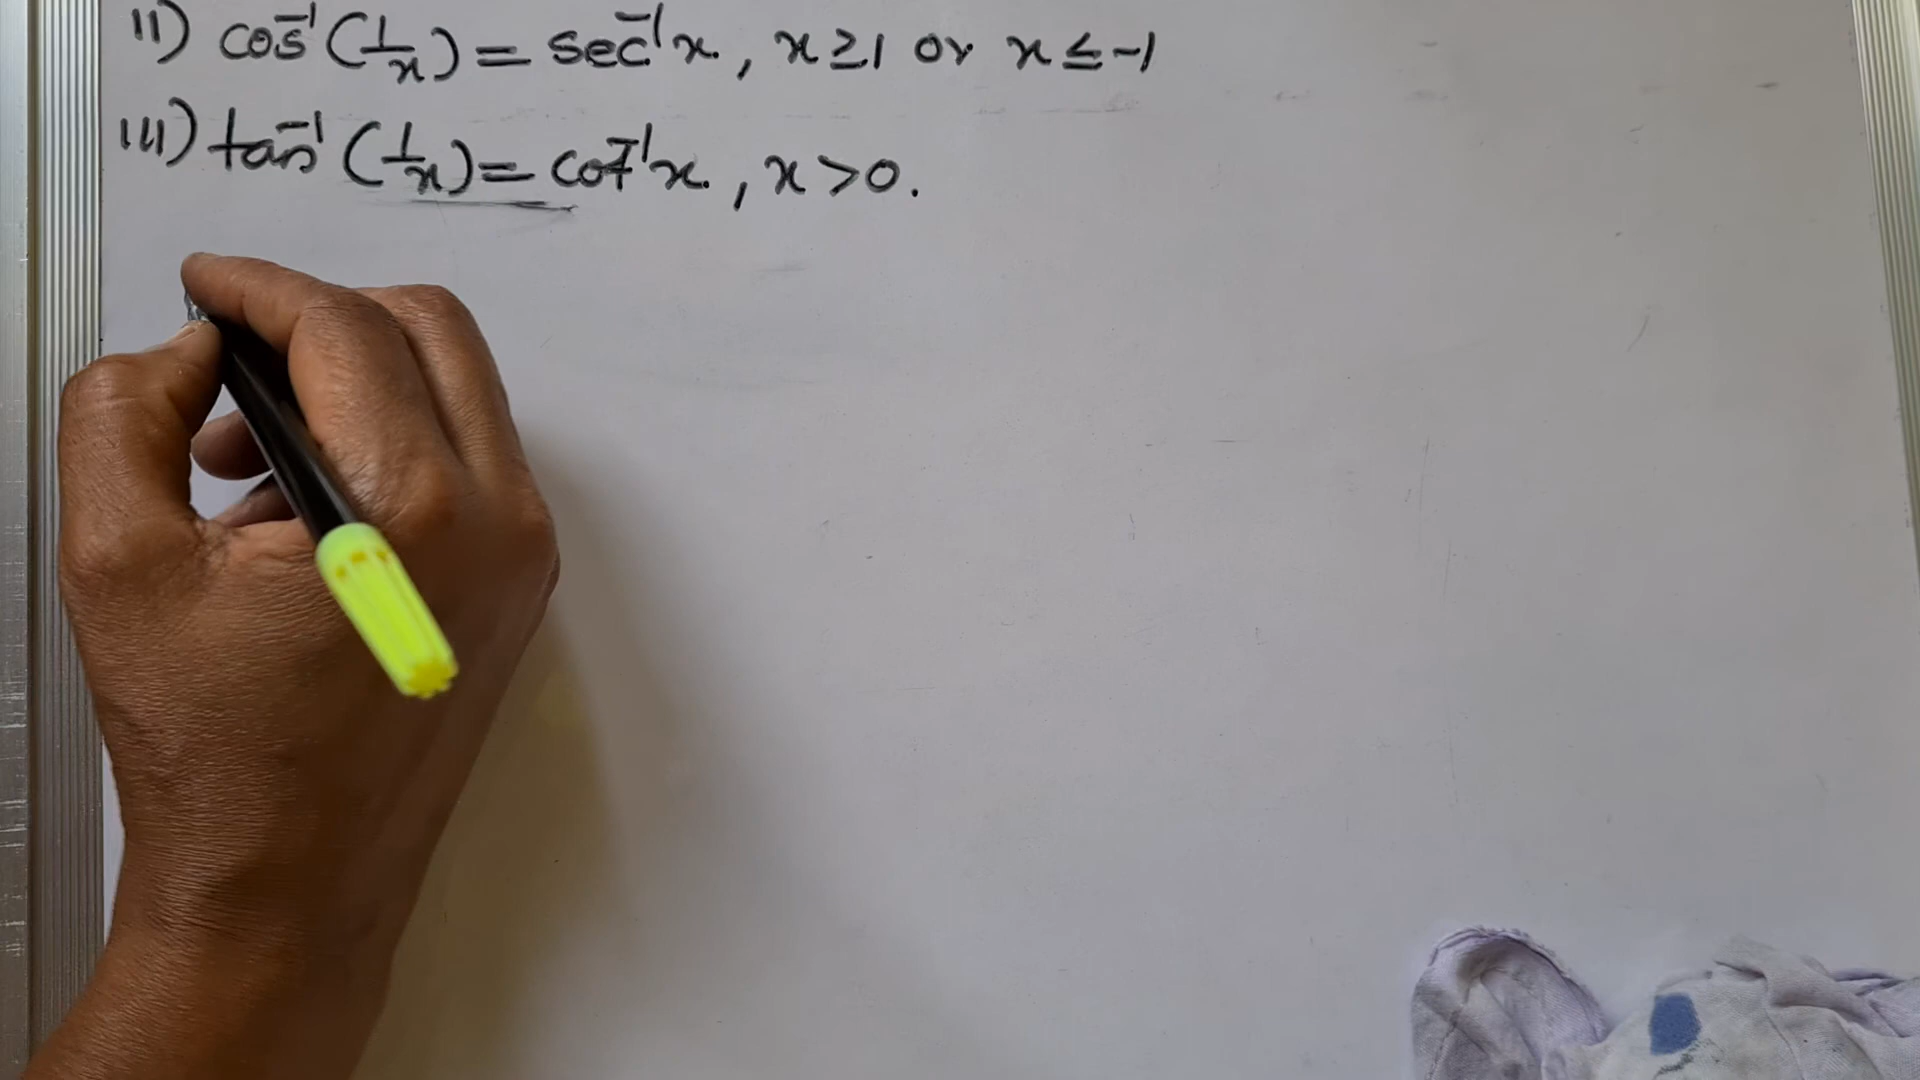 ii) cos⁻¹(1/x) = sec⁻¹x, x ≥ 1 or x ≤ -1
iii) tan⁻¹(1/x) = cot⁻¹x, x > 0.